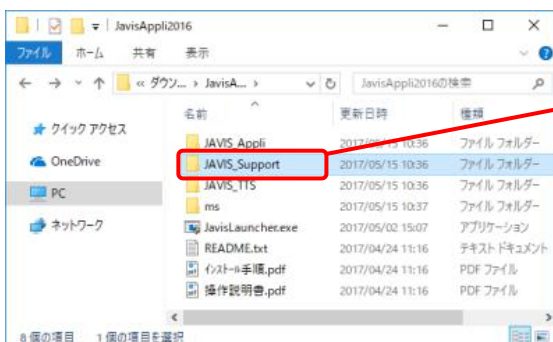 JavisAppli2016
ファイル ホーム 共有 表示
« ダウン... › JavisA... › JavisAppli2016の検索
名前 更新日時 種類
クイック アクセス
OneDrive
PC
ネットワーク
JAVIS_Appli 2017/05/15 10:36 ファイル フォルダー
JAVIS_Support 2017/05/15 10:36 ファイル フォルダー
JAVIS_TTS 2017/05/15 10:36 ファイル フォルダー
ms 2017/05/15 10:37 ファイル フォルダー
JavisLauncher.exe 2017/05/02 15:07 アプリケーション
README.txt 2017/04/24 11:16 テキスト ドキュメント
インストール手順.pdf 2017/04/24 11:16 PDF ファイル
操作説明書.pdf 2017/04/24 11:16 PDF ファイル
8 個の項目 1 個の項目を選択